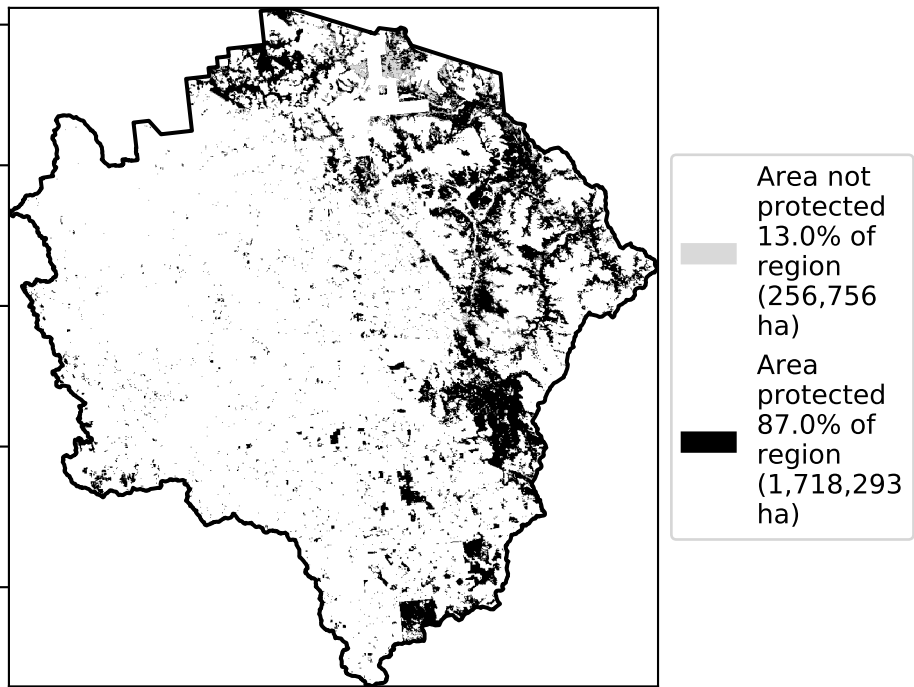 Area not
protected
13.0% of
region
(256,756
ha)
Area
protected
87.0% of
region
(1,718,293
ha)